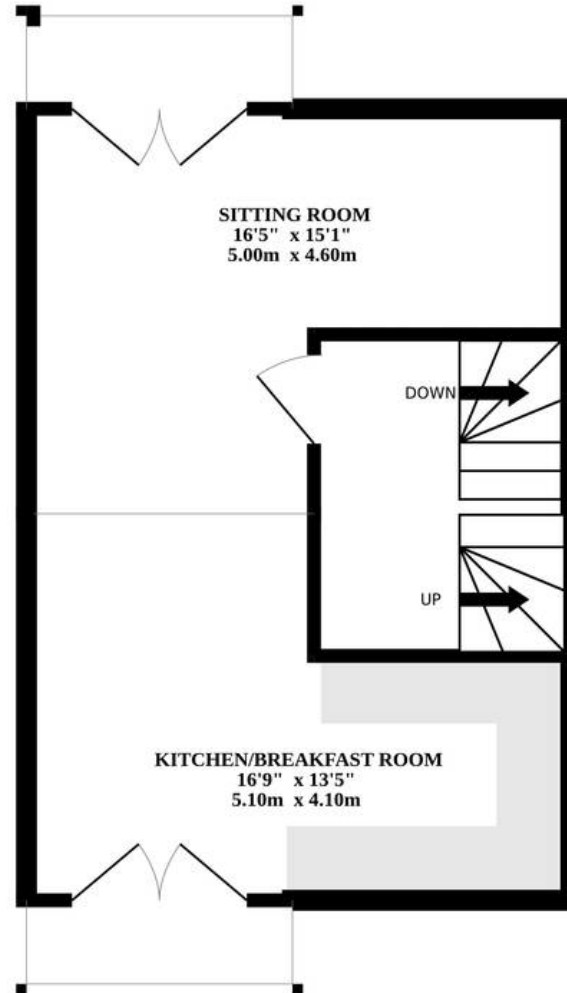 SITTING ROOM
16'5" x 15'1"
5.00m x 4.60m
DOWN
UP
KITCHEN/BREAKFAST ROOM
16'9" x 13'5"
5.10m x 4.10m